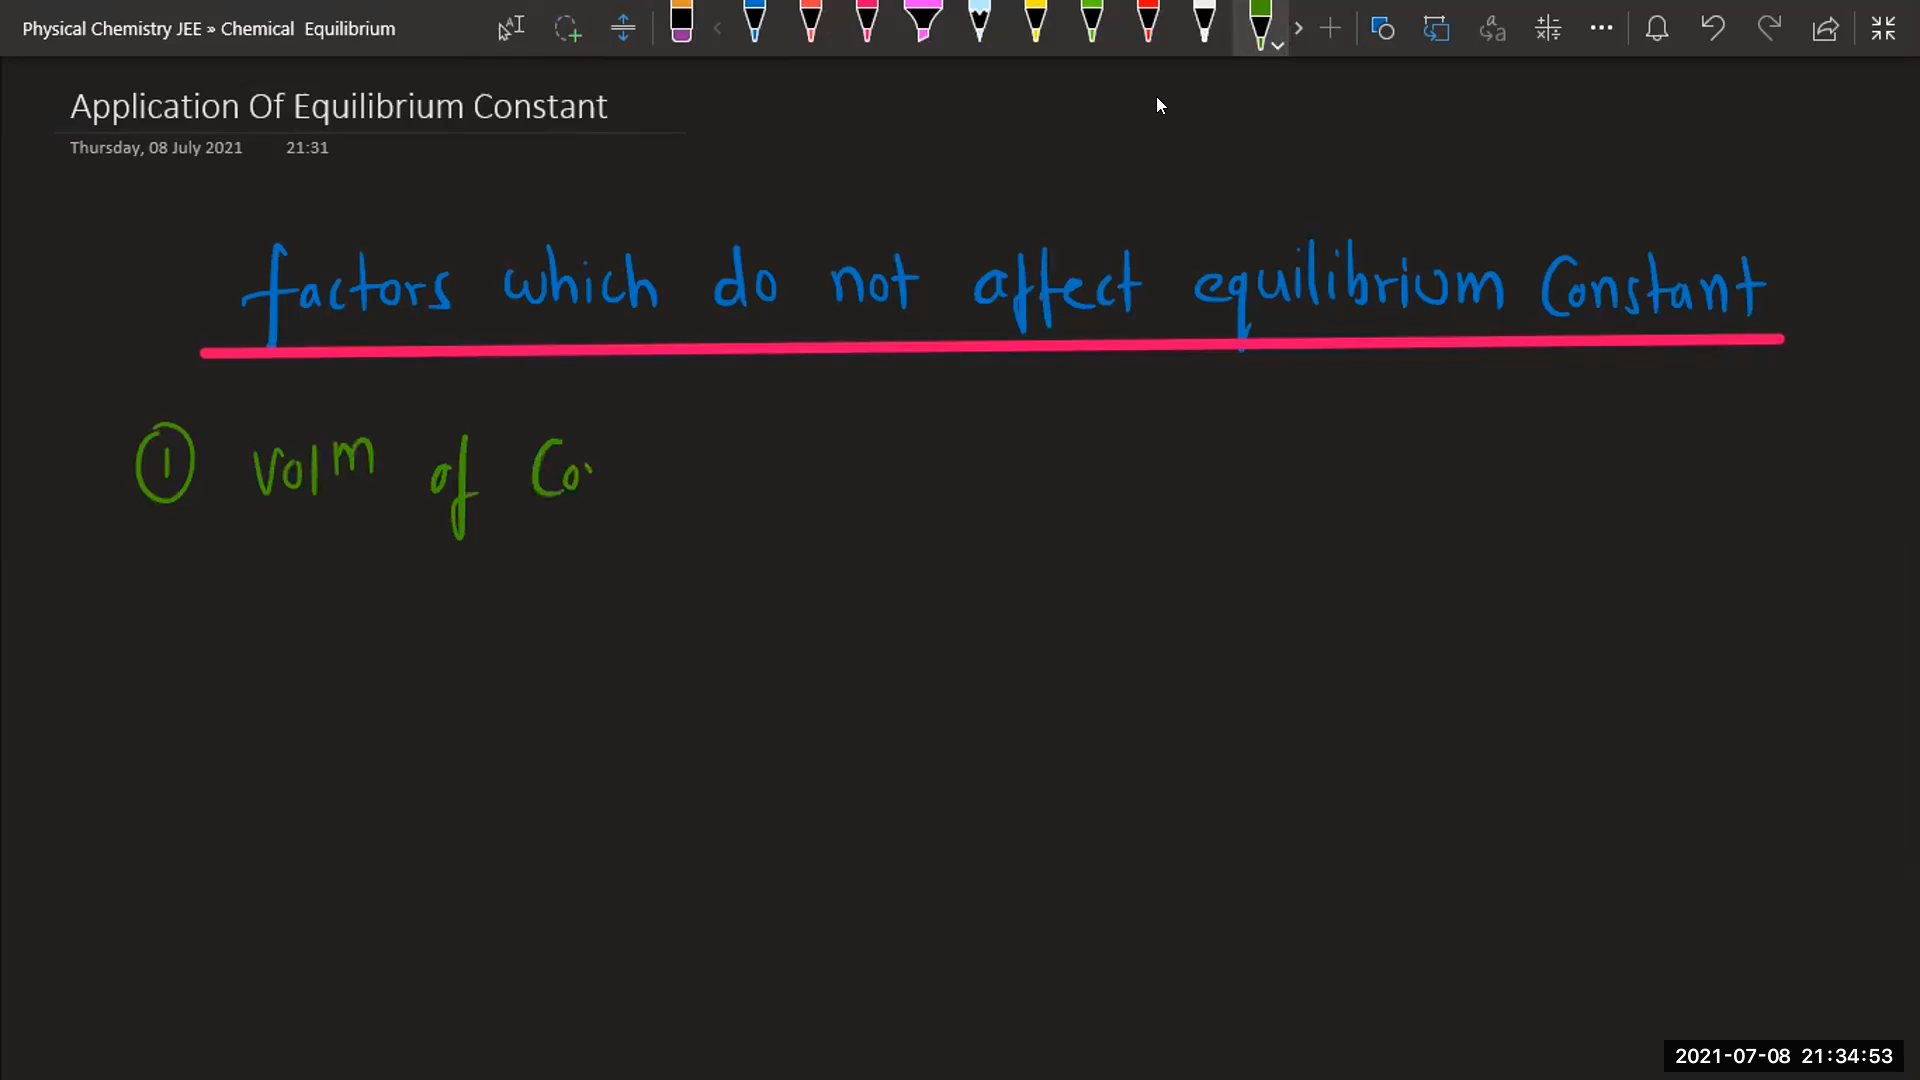 Physical Chemistry JEE » Chemical Equilibrium
Application Of Equilibrium Constant
Thursday, 08 July 2021 21:31
factors which do not affect equilibrium Constant
① Volm of Co
2021-07-08 21:34:53